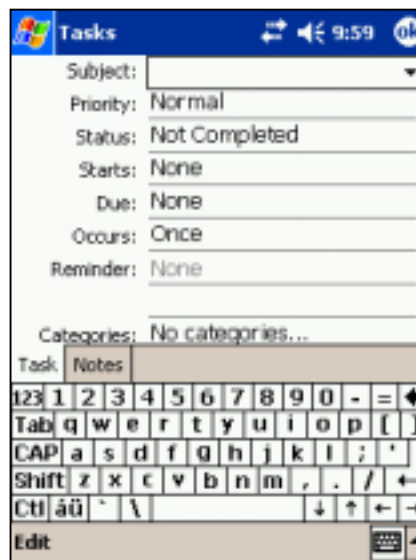 Tasks 9:59 ok
Subject:
Priority: Normal
Status: Not Completed
Starts: None
Due: None
Occurs: Once
Reminder: None
Categories: No categories...
Task Notes
123 1 2 3 4 5 6 7 8 9 0 - =
Tab q w e r t y u i o p [ ]
CAP a s d f g h j k l ; '
Shift z x c v b n m , . /
Ctl áü ` \
Edit